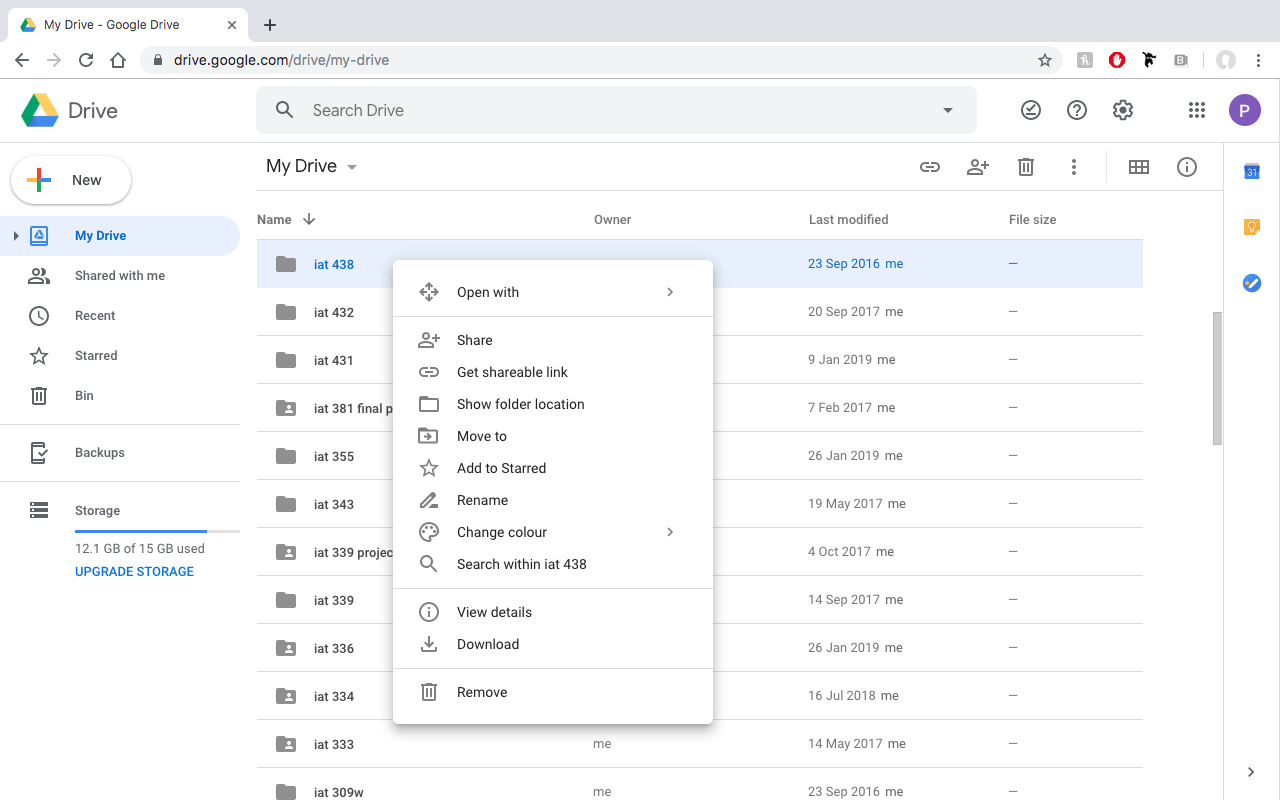 My Drive - Google Drive
drive.google.com/drive/my-drive
Drive
Search Drive
P
New
My Drive
Shared with me
Recent
Starred
Bin
Backups
Storage
12.1 GB of 15 GB used
UPGRADE STORAGE
My Drive
31
Name Owner Last modified File size
iat 438 23 Sep 2016 me —
iat 432 20 Sep 2017 me —
iat 431 9 Jan 2019 me —
iat 381 final p 7 Feb 2017 me —
iat 355 26 Jan 2019 me —
iat 343 19 May 2017 me —
iat 339 projec 4 Oct 2017 me —
iat 339 14 Sep 2017 me —
iat 336 26 Jan 2019 me —
iat 334 16 Jul 2018 me —
iat 333 me 14 May 2017 me —
iat 309w me 23 Sep 2016 me —
Open with
Share
Get shareable link
Show folder location
Move to
Add to Starred
Rename
Change colour
Search within iat 438
View details
Download
Remove